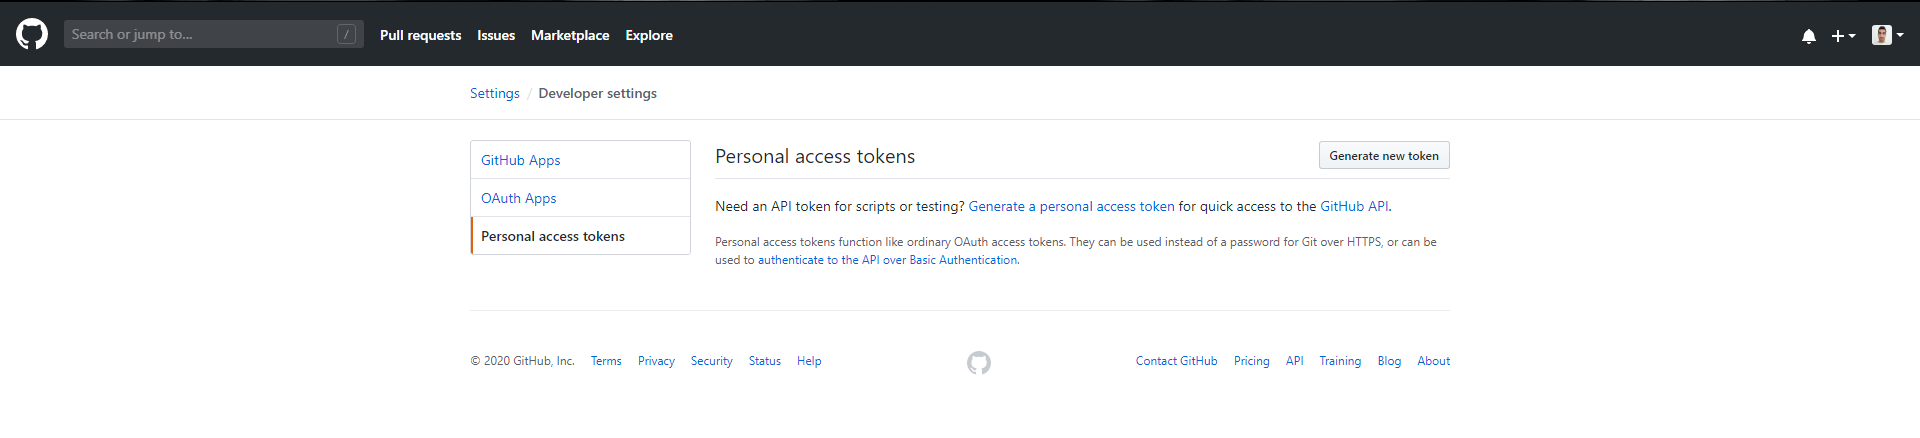 Search or jump to... /
Pull requests Issues Marketplace Explore
Settings / Developer settings
GitHub Apps
OAuth Apps
Personal access tokens
Personal access tokens
Generate new token
Need an API token for scripts or testing? Generate a personal access token for quick access to the GitHub API.
Personal access tokens function like ordinary OAuth access tokens. They can be used instead of a password for Git over HTTPS, or can be
used to authenticate to the API over Basic Authentication.
© 2020 GitHub, Inc. Terms Privacy Security Status Help
Contact GitHub Pricing API Training Blog About